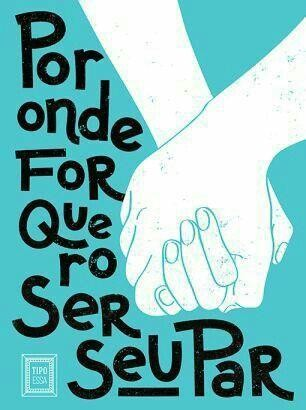 Por
onde
FoR
Que
ro
SeR
SeuPaR
TIPO
ESSA